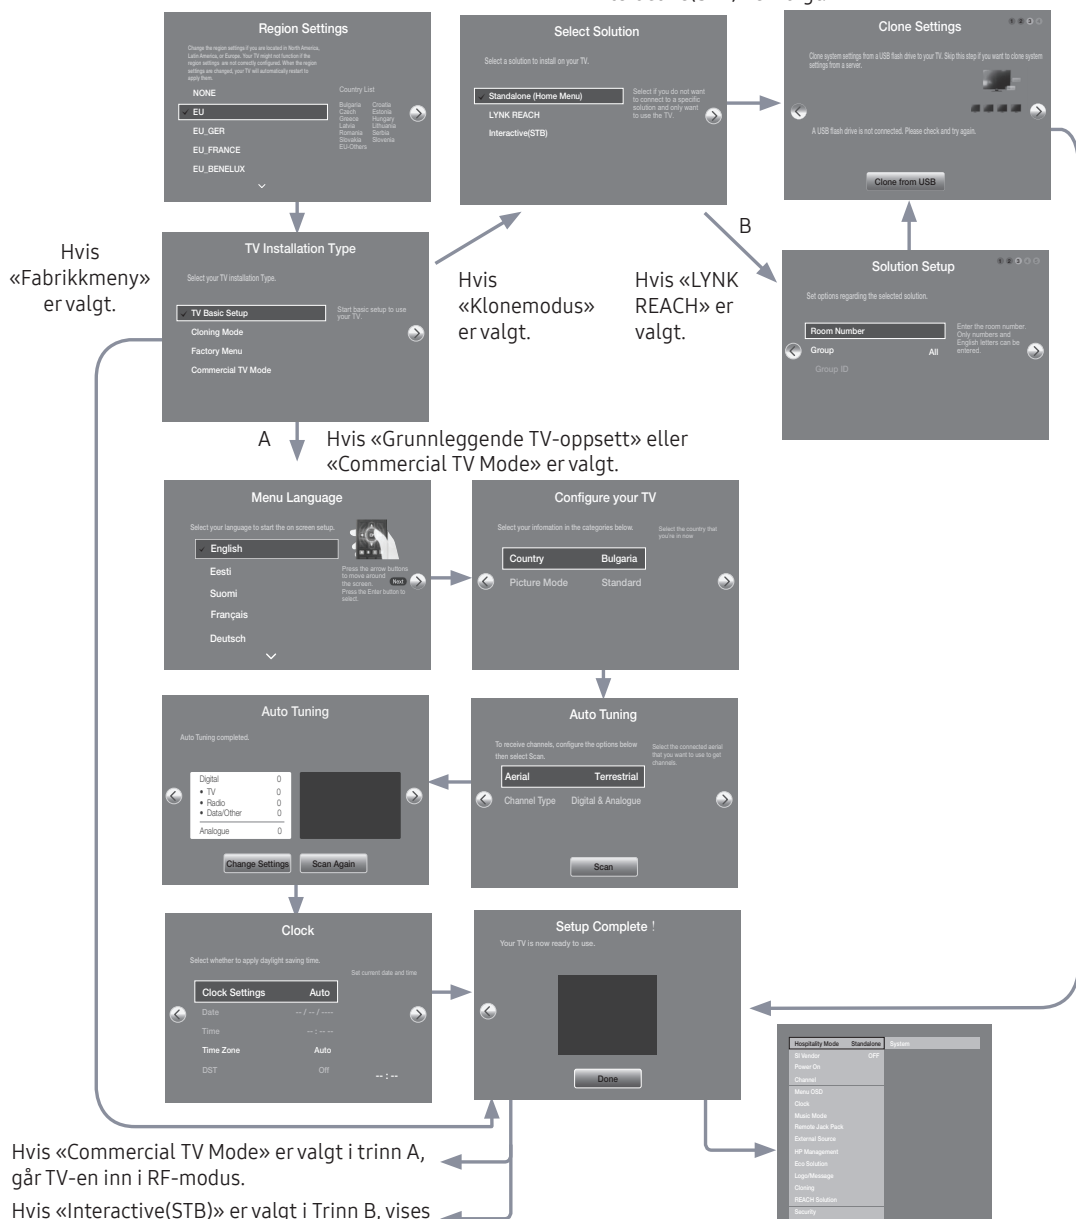 Region Settings
Change the region settings if you are located in North America,
Latin America, or Europe. Your TV might not function if the
region settings are not correctly configured. When the region
settings are changed, your TV will automatically restart to
apply them.
NONE
EU
EU_GER
EU_FRANCE
EU_BENELUX
Country List
Bulgaria Croatia
Czech Estonia
Greece Hungary
Latvia Lithuania
Romania Serbia
Slovakia Slovenia
EU-Others
Select Solution
Select a solution to install on your TV.
Standalone (Home Menu)
LYNK REACH
Interactive(STB)
Select if you do not want
to connect to a specific
solution and only want
to use the TV.
Clone Settings
Clone system settings from a USB flash drive to your TV. Skip this step if you want to clone system
settings from a server.
A USB flash drive is not connected. Please check and try again.
Clone from USB
Hvis
«Fabrikkmeny»
er valgt.
TV Installation Type
Select your TV installation Type.
TV Basic Setup
Cloning Mode
Factory Menu
Commercial TV Mode
Start basic setup to use
your TV.
Hvis
«Klonemodus»
er valgt.
B
Hvis «LYNK
REACH» er
valgt.
Solution Setup
Set options regarding the selected solution.
Room Number
Group All
Group ID
Enter the room number.
Only numbers and
English letters can be
entered.
A
Hvis «Grunnleggende TV-oppsett» eller
«Commercial TV Mode» er valgt.
Menu Language
Select your language to start the on screen setup.
English
Eesti
Suomi
Français
Deutsch
Press the arrow buttons
to move around
the screen. Next
Press the Enter button to
select.
Configure your TV
Select your infomation in the categories below.
Select the country that
you're in now
Country Bulgaria
Picture Mode Standard
Auto Tuning
Auto Tuning completed.
Digital 0
• TV 0
• Radio 0
• Data/Other 0
Analogue 0
Change Settings Scan Again
Auto Tuning
To receive channels, configure the options below
then select Scan.
Select the connected aerial
that you want to use to get
channels.
Aerial Terrestrial
Channel Type Digital & Analogue
Scan
Clock
Select whether to apply daylight saving time.
Set current date and time
Clock Settings Auto
Date -- / -- / ----
Time -- : -- --
Time Zone Auto
DST Off
-- : --
Setup Complete !
Your TV is now ready to use.
Done
Hospitality Mode Standalone System
SI Vendor OFF
Power On
Channel
Menu OSD
Clock
Music Mode
Remote Jack Pack
External Source
HP Management
Eco Solution
Logo/Message
Cloning
REACH Solution
Security
Hvis «Commercial TV Mode» er valgt i trinn A,
går TV-en inn i RF-modus.
Hvis «Interactive(STB)» er valgt i Trinn B, vises